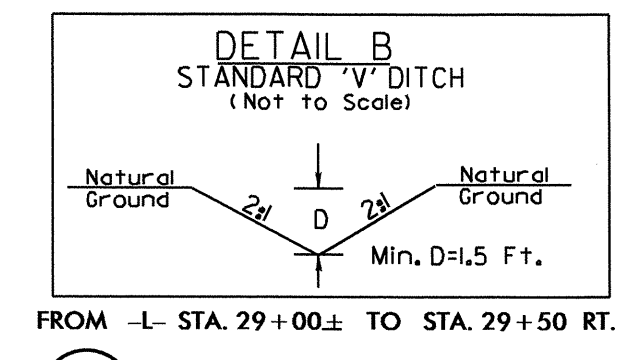 DETAIL B
STANDARD 'V' DITCH
(Not to Scale)
Natural
Ground
2:1
D
2:1
Natural
Ground
Min. D=1.5 Ft.
FROM -L- STA. 29+00± TO STA. 29+50 RT.